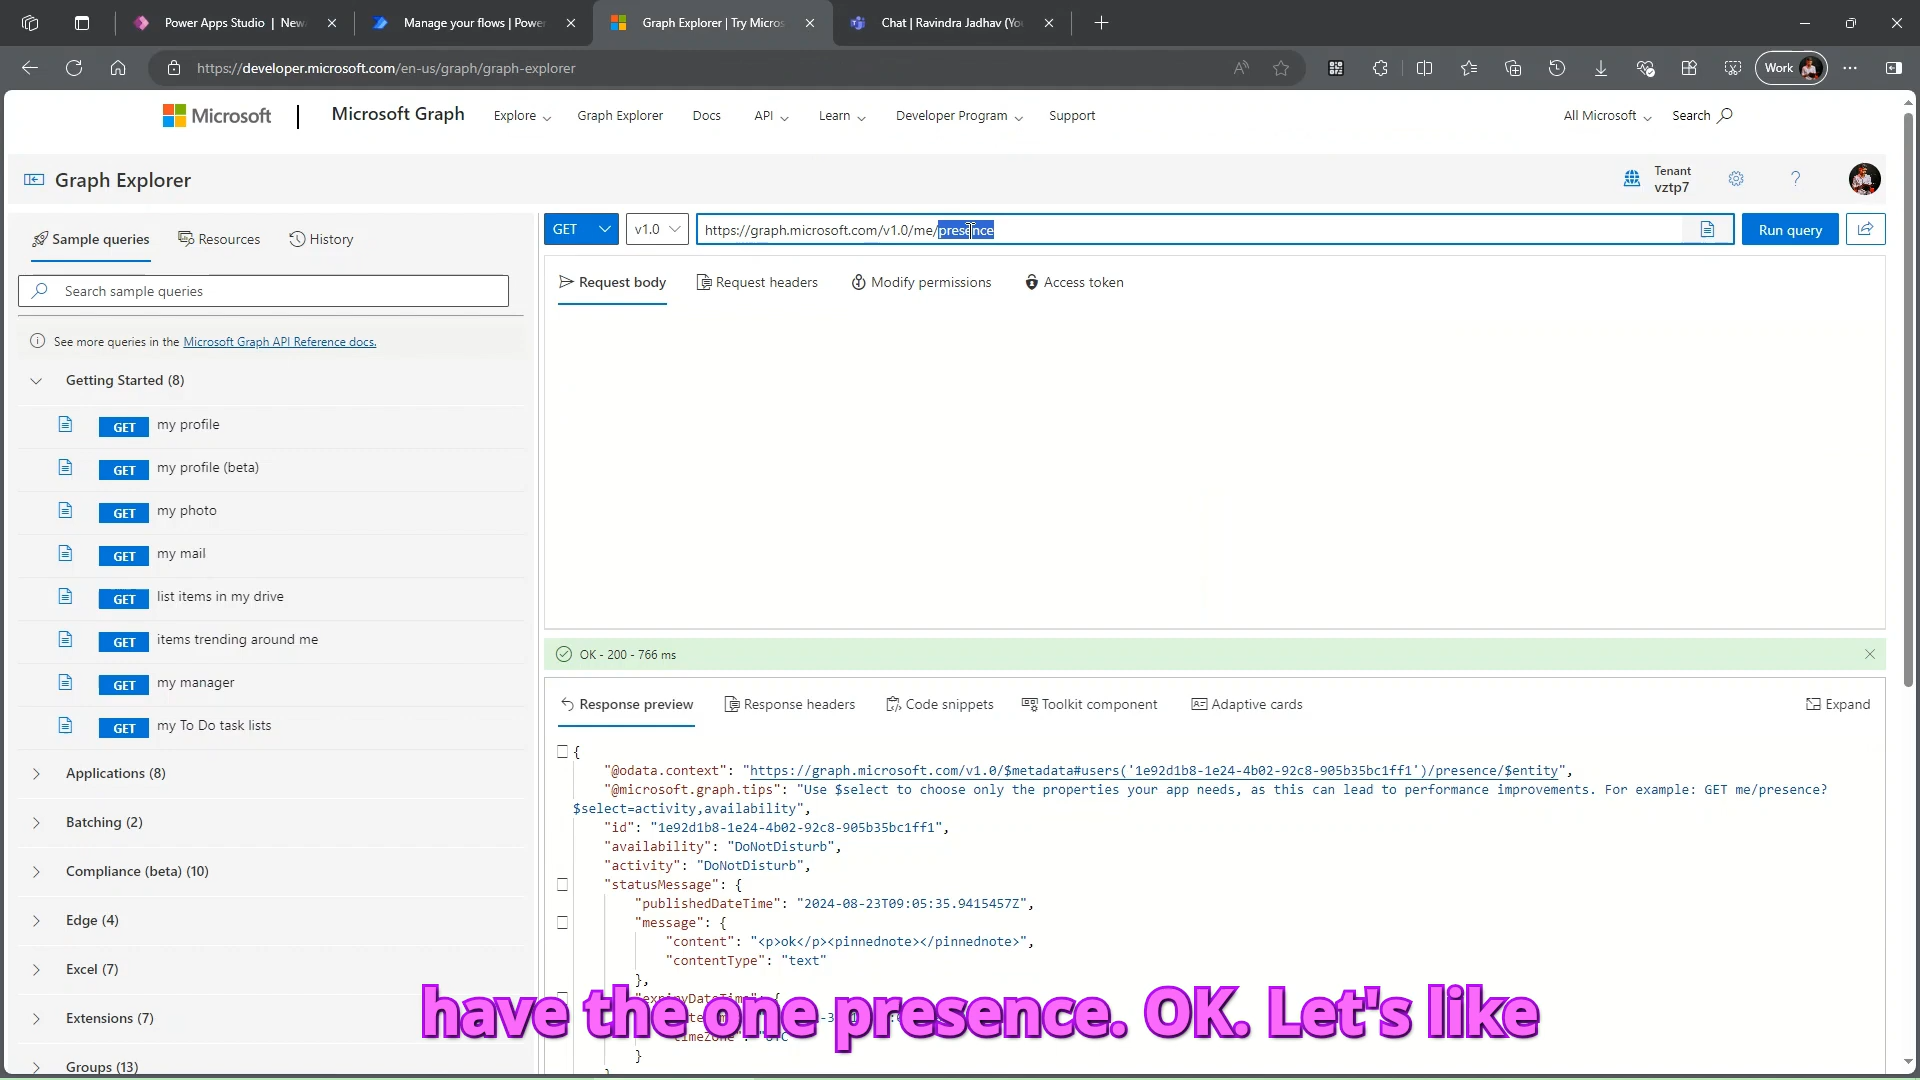 Power Apps Studio | New
Manage your flows | Power
Graph Explorer | Try Micros
Chat | Ravindra Jadhav (Yo
https://developer.microsoft.com/en-us/graph/graph-explorer
Work
Microsoft
Microsoft Graph
Explore
Graph Explorer
Docs
API
Learn
Developer Program
Support
All Microsoft
Search
Graph Explorer
Tenant
vztp7
Sample queries
Resources
History
GET
v1.0
https://graph.microsoft.com/v1.0/me/presence
Run query
Search sample queries
Request body
Request headers
Modify permissions
Access token
See more queries in the Microsoft Graph API Reference docs.
Getting Started (8)
GET my profile
GET my profile (beta)
GET my photo
GET my mail
GET list items in my drive
GET items trending around me
GET my manager
GET my To Do task lists
Applications (8)
Batching (2)
Compliance (beta) (10)
Edge (4)
Excel (7)
Extensions (7)
Groups (13)
OK - 200 - 766 ms
Response preview
Response headers
Code snippets
Toolkit component
Adaptive cards
Expand
{
"@odata.context": "https://graph.microsoft.com/v1.0/$metadata#users('1e92d1b8-1e24-4b02-92c8-905b35bc1ff1')/presence/$entity",
"@microsoft.graph.tips": "Use $select to choose only the properties your app needs, as this can lead to performance improvements. For example: GET me/presence?
$select=activity,availability",
"id": "1e92d1b8-1e24-4b02-92c8-905b35bc1ff1",
"availability": "DoNotDisturb",
"activity": "DoNotDisturb",
"statusMessage": {
"publishedDateTime": "2024-08-23T09:05:35.9415457Z",
"message": {
"content": "<p>ok</p><pinnednote></pinnednote>",
"contentType": "text"
},
"expiryDateTime": {
}
have the one presence. OK. Let's like